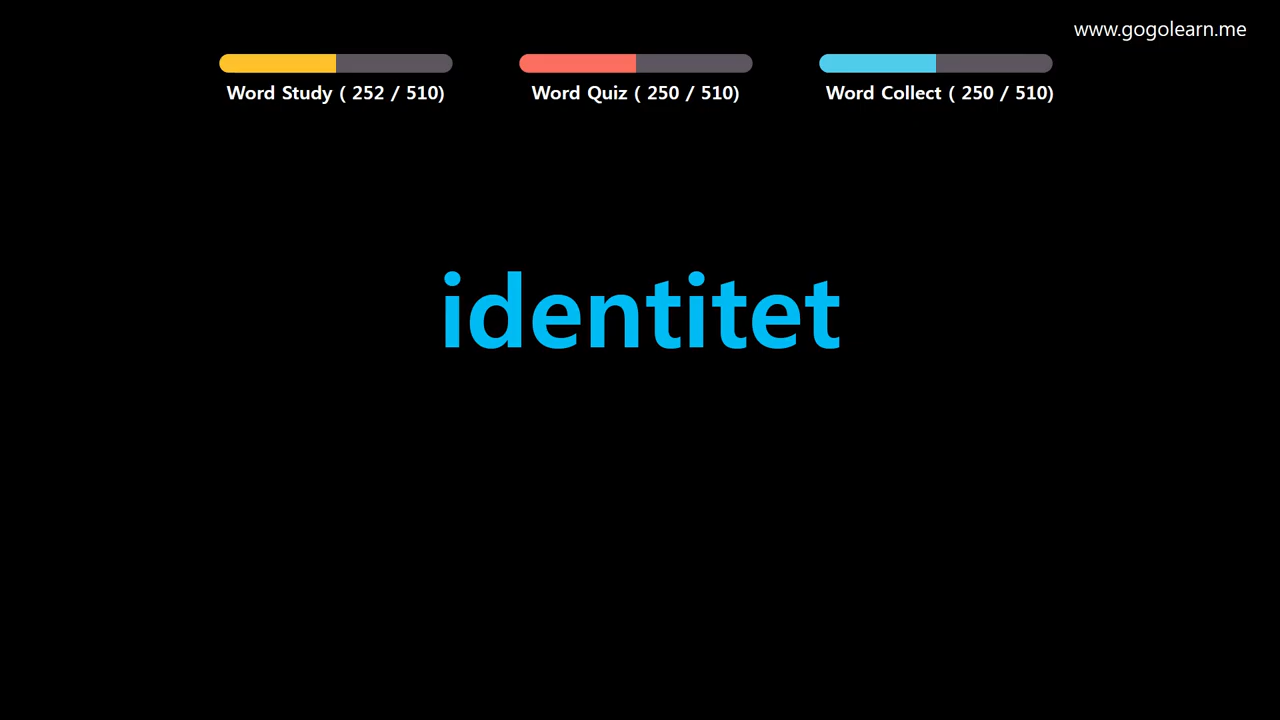 www.gogolearn.me
Word Study ( 252 / 510)
Word Quiz ( 250 / 510)
Word Collect ( 250 / 510)
identitet